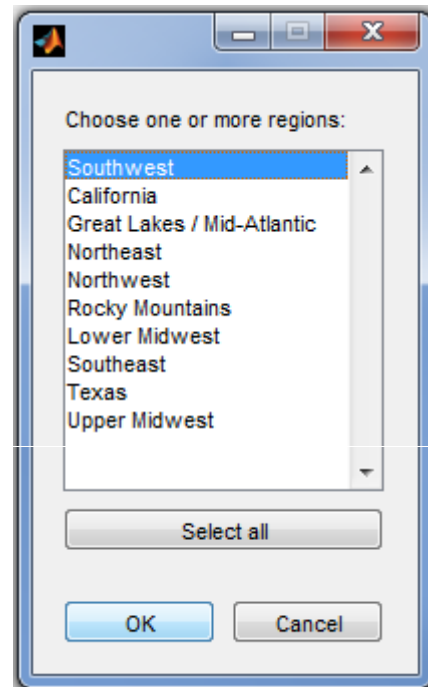 Choose one or more regions:
Southwest
California
Great Lakes / Mid-Atlantic
Northeast
Northwest
Rocky Mountains
Lower Midwest
Southeast
Texas
Upper Midwest
Select all
OK Cancel